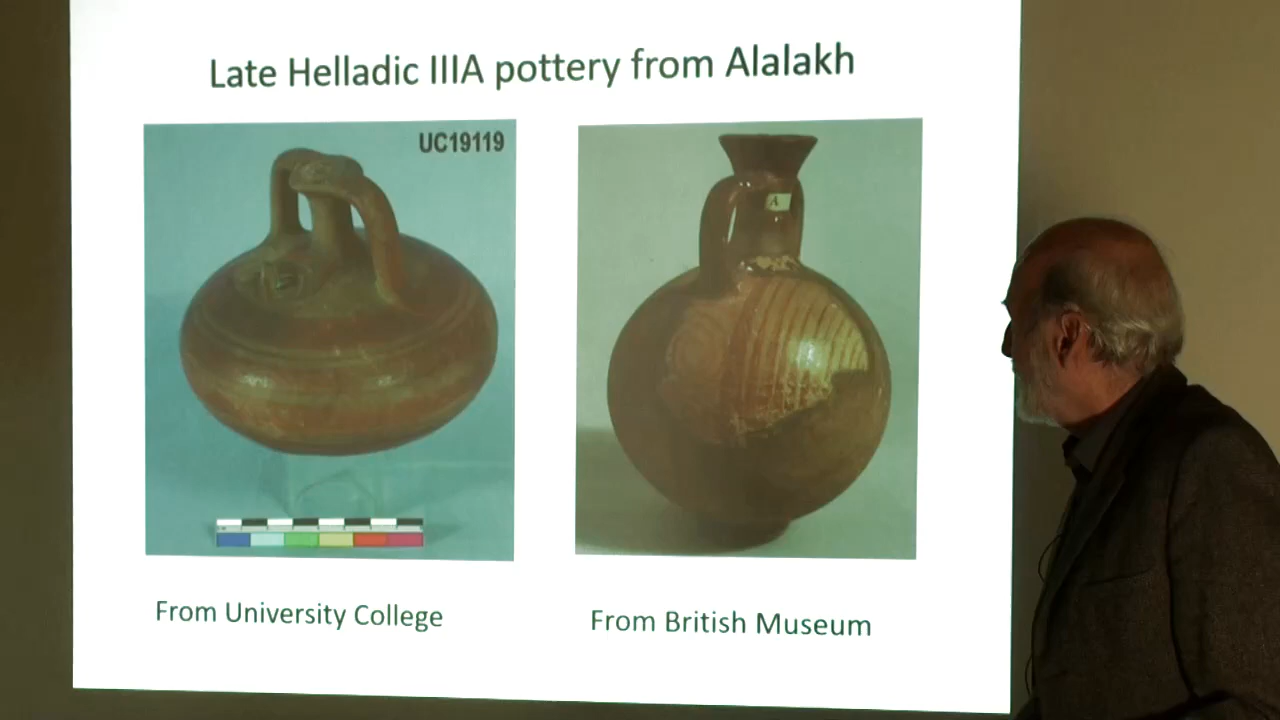 Late Helladic IIIA pottery from Alalakh
UC19119
A
From University College
From British Museum